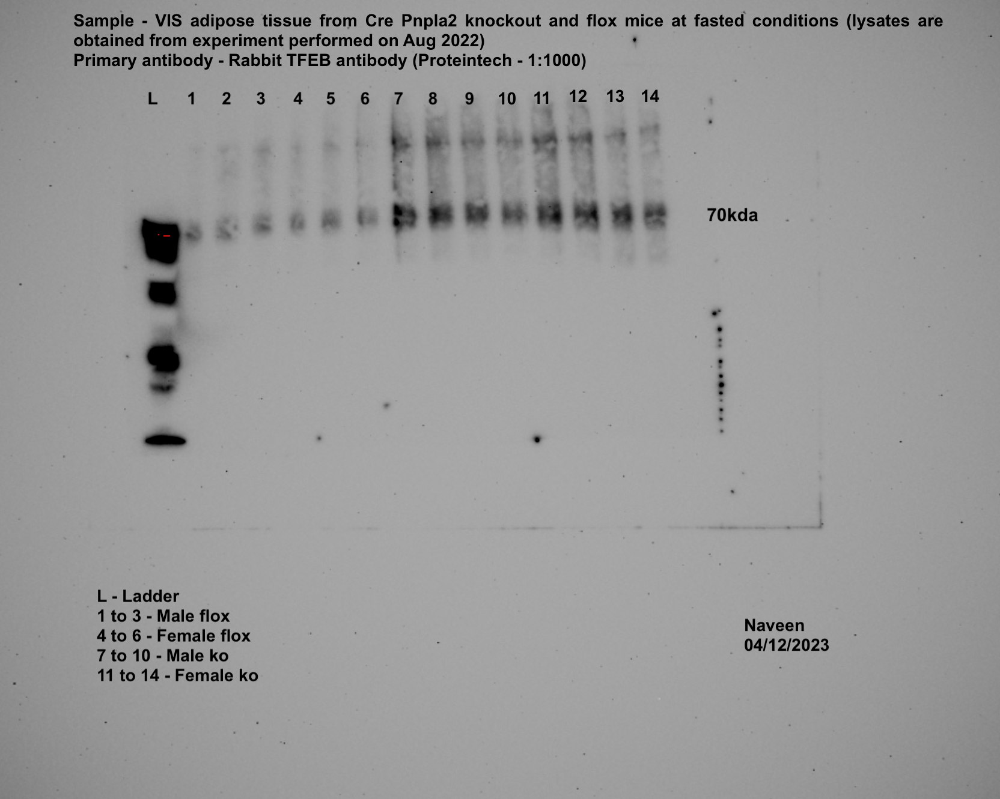 Sample - VIS adipose tissue from Cre Pnpla2 knockout and flox mice at fasted conditions (lysates are
obtained from experiment performed on Aug 2022)
Primary antibody - Rabbit TFEB antibody (Proteintech - 1:1000)
L 1 2 3 4 5 6 7 8 9 10 11 12 13 14
70kda
L - Ladder
1 to 3 - Male flox
4 to 6 - Female flox
7 to 10 - Male ko
11 to 14 - Female ko
Naveen
04/12/2023